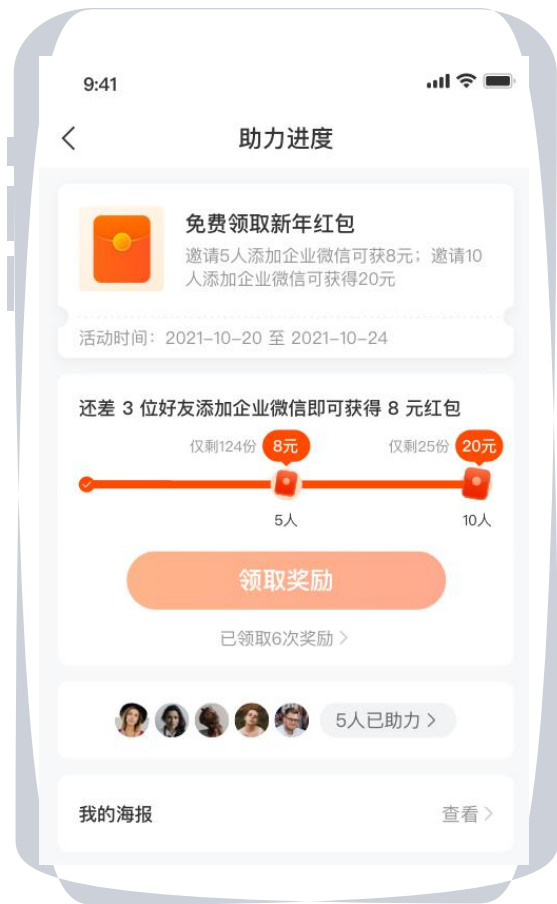 9:41
助力进度
免费领取新年红包
邀请5人添加企业微信可获8元；邀请10
人添加企业微信可获得20元
活动时间：2021-10-20 至 2021-10-24
还差 3 位好友添加企业微信即可获得 8 元红包
仅剩124份 8元 仅剩25份 20元
5人 10人
领取奖励
已领取6次奖励
5人已助力
我的海报 查看